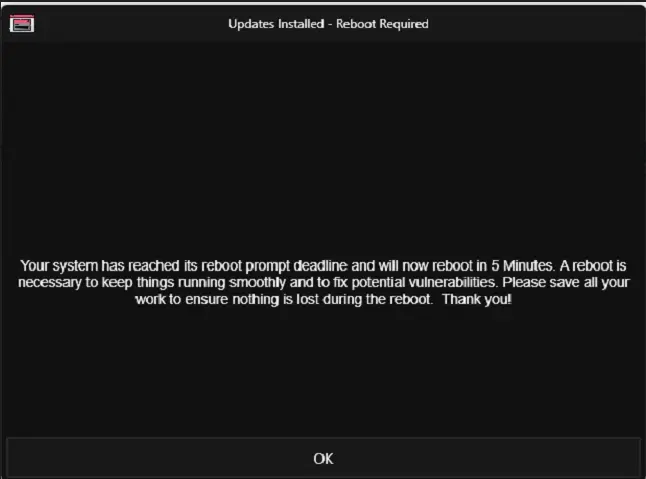 Updates Installed - Reboot Required
Your system has reached its reboot prompt deadline and will now reboot in 5 Minutes. A reboot is
necessary to keep things running smoothly and to fix potential vulnerabilities. Please save all your
work to ensure nothing is lost during the reboot.  Thank you!
OK